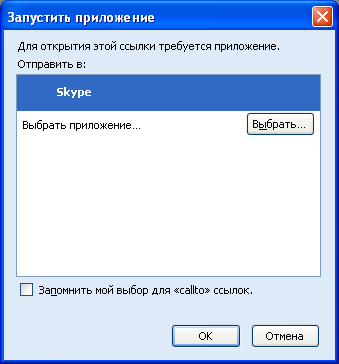 Запустить приложение
Для открытия этой ссылки требуется приложение.
Отправить в:
Skype
Выбрать приложение... Выбрать...
Запомнить мой выбор для «callto» ссылок.
OK Отмена